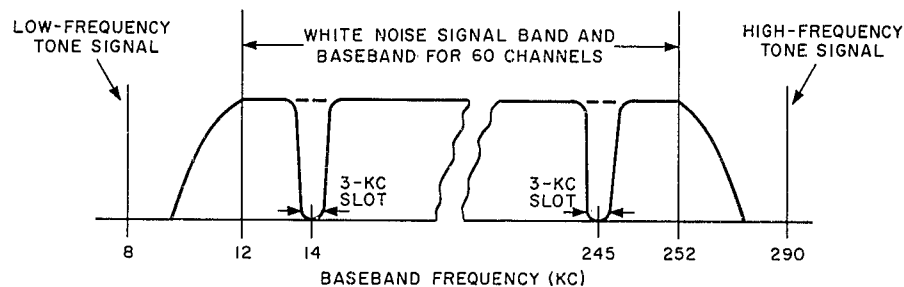 LOW-FREQUENCY
TONE SIGNAL
WHITE NOISE SIGNAL BAND AND
BASEBAND FOR 60 CHANNELS
HIGH-FREQUENCY
TONE SIGNAL
3-KC
SLOT
3-KC
SLOT
8 12 14 245 252 290
BASEBAND FREQUENCY (KC)